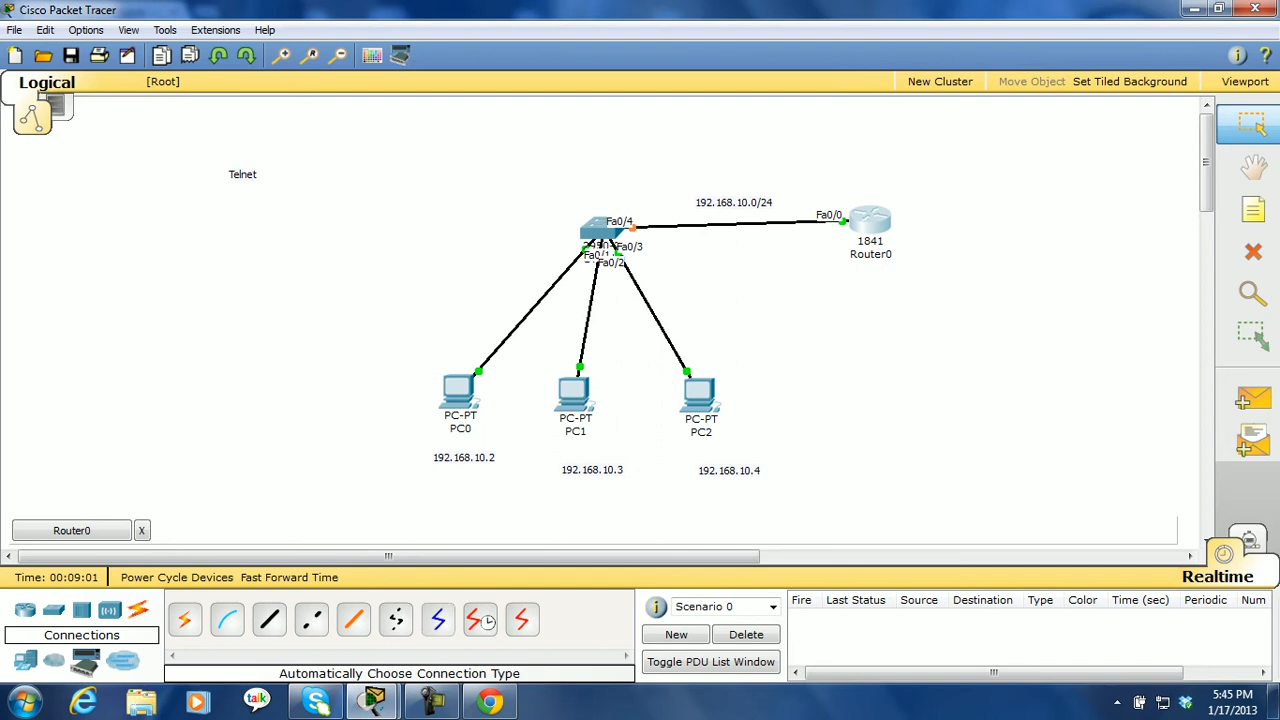 Cisco Packet Tracer
File Edit Options View Tools Extensions Help
Logical
[Root]
New Cluster
Move Object
Set Tiled Background
Viewport
Telnet
192.168.10.0/24
Fa0/4
Fa0/0
1841
Router0
Fa0/3
Fa0/1
Fa0/2
PC-PT
PC0
PC-PT
PC1
PC-PT
PC2
192.168.10.2
192.168.10.3
192.168.10.4
Router0
X
Realtime
Time: 00:09:01
Power Cycle Devices Fast Forward Time
Connections
Automatically Choose Connection Type
Scenario 0
New
Delete
Toggle PDU List Window
Fire Last Status Source Destination Type Color Time (sec) Periodic Num
talk
5:45 PM
1/17/2013